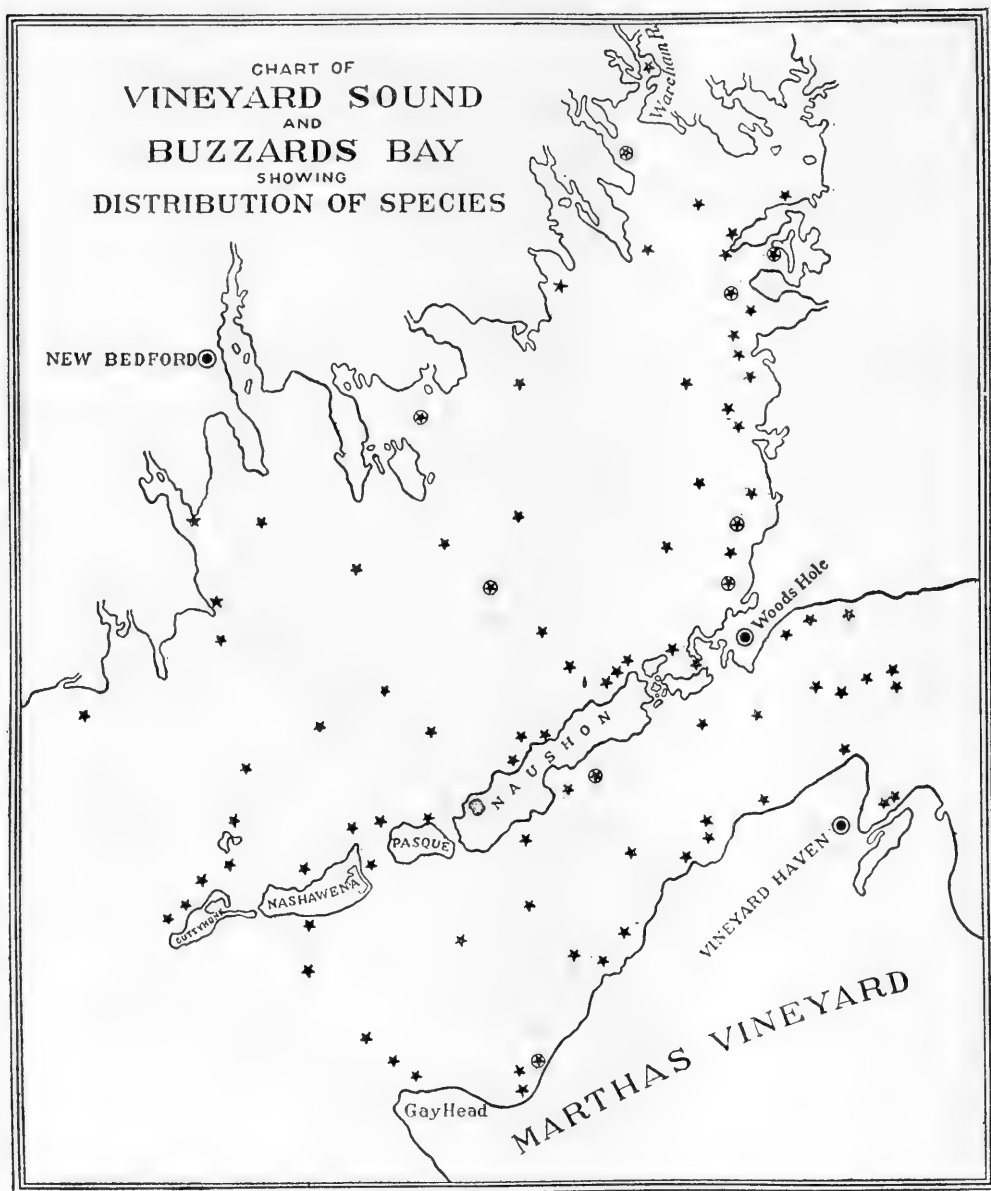 CHART OF
VINEYARD SOUND
AND
BUZZARDS BAY
SHOWING
DISTRIBUTION OF SPECIES
Wareham R.
NEW BEDFORD
Woods Hole
NAUSHON
PASQUE
NASHAWENA
CUTTYHUNK
VINEYARD HAVEN
MARTHAS VINEYARD
Gay Head